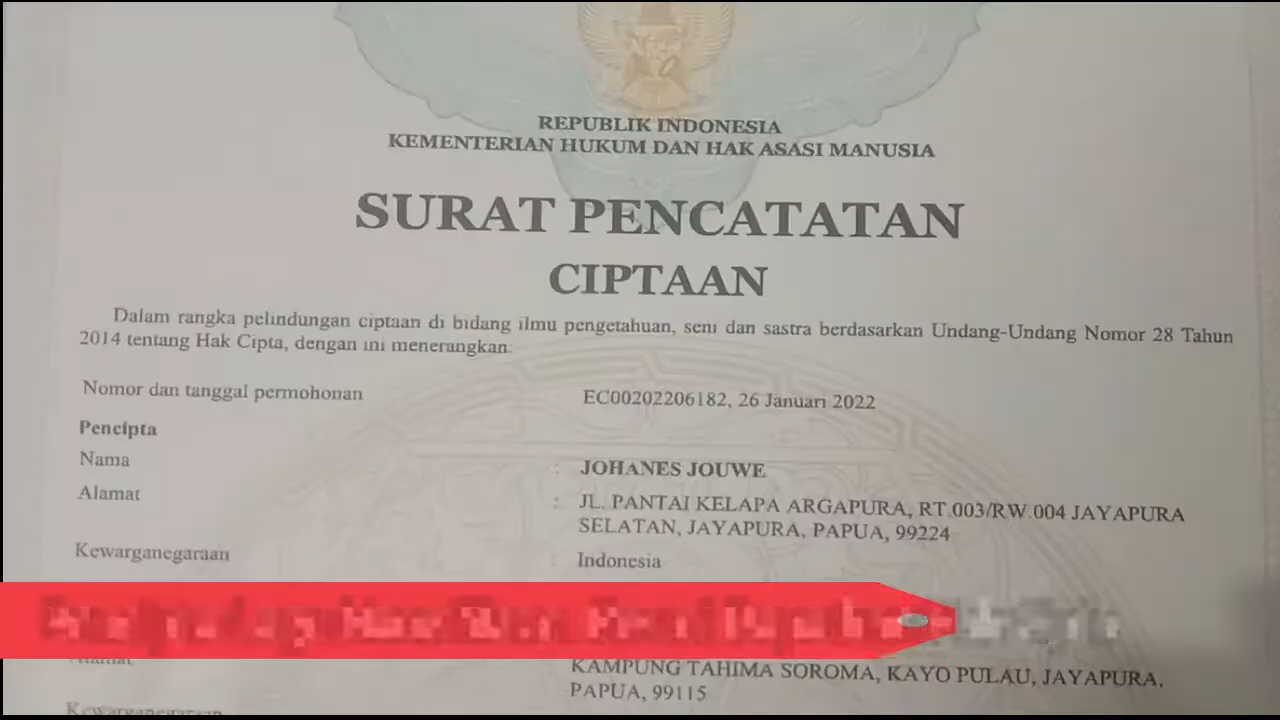 REPUBLIK INDONESIA
KEMENTERIAN HUKUM DAN HAK ASASI MANUSIA
SURAT PENCATATAN
CIPTAAN
Dalam rangka pelindungan ciptaan di bidang ilmu pengetahuan, seni dan sastra berdasarkan Undang-Undang Nomor 28 Tahun
2014 tentang Hak Cipta, dengan ini menerangkan:
Nomor dan tanggal permohonan EC00202206182, 26 Januari 2022
Pencipta
Nama : JOHANES JOUWE
Alamat : JL. PANTAI KELAPA ARGAPURA, RT.003/RW.004 JAYAPURA
SELATAN, JAYAPURA, PAPUA, 99224
Kewarganegaraan Indonesia
Alamat KAMPUNG TAHIMA SOROMA, KAYO PULAU, JAYAPURA,
PAPUA, 99115
Kewarganegaraan